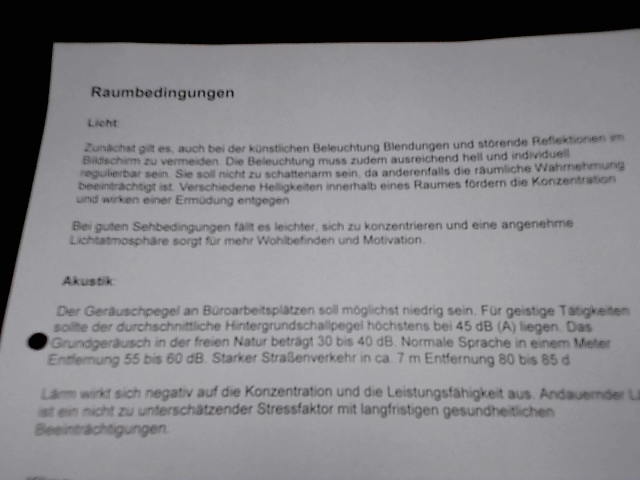 Raumbedingungen
Licht:
Zunächst gilt es, auch bei der künstlichen Beleuchtung Blendungen und störende Reflektionen im
Bildschirm zu vermeiden. Die Beleuchtung muss zudem ausreichend hell und individuell
regulierbar sein. Sie soll nicht zu schattenarm sein, da anderenfalls die räumliche Wahrnehmung
beeinträchtigt ist. Verschiedene Helligkeiten innerhalb eines Raumes fördern die Konzentration
und wirken einer Ermüdung entgegen
Bei guten Sehbedingungen fällt es leichter, sich zu konzentrieren und eine angenehme
Lichtatmosphäre sorgt für mehr Wohlbefinden und Motivation.
Akustik:
Der Geräuschpegel an Büroarbeitsplätzen soll möglichst niedrig sein. Für geistige Tätigkeiten
sollte der durchschnittliche Hintergrundschallpegel höchstens bei 45 dB (A) liegen. Das
Grundgeräusch in der freien Natur beträgt 30 bis 40 dB. Normale Sprache in einem Meter
Entfernung 55 bis 60 dB. Starker Straßenverkehr in ca. 7 m Entfernung 80 bis 85 d
Lärm wirkt sich negativ auf die Konzentration und die Leistungsfähigkeit aus. Andauernder
ist ein nicht zu unterschätzender Stressfaktor mit langfristigen gesundheitlichen
Beeinträchtigungen.